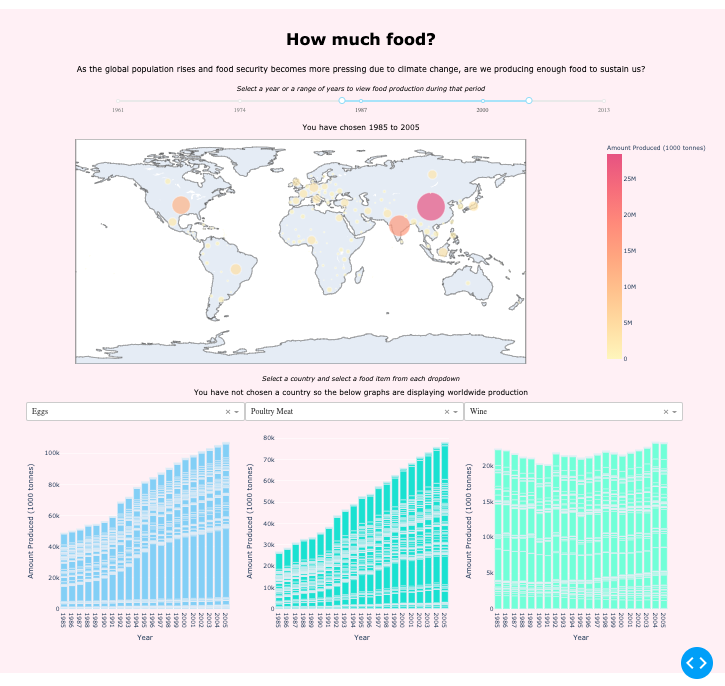 How much food?
As the global population rises and food security becomes more pressing due to climate change, are we producing enough food to sustain us?
Select a year or a range of years to view food production during that period
1961 1974 1987 2000 2013
You have chosen 1985 to 2005
Amount Produced (1000 tonnes)
25M
20M
15M
10M
5M
0
Select a country and select a food item from each dropdown
You have not chosen a country so the below graphs are displaying worldwide production
Eggs × Poultry Meat × Wine ×
Amount Produced (1000 tonnes)
100k
80k
60k
40k
20k
0
1985 1986 1987 1988 1989 1990 1991 1992 1993 1994 1995 1996 1997 1998 1999 2000 2001 2002 2003 2004 2005
Year
Amount Produced (1000 tonnes)
80k
70k
60k
50k
40k
30k
20k
10k
0
1985 1986 1987 1988 1989 1990 1991 1992 1993 1994 1995 1996 1997 1998 1999 2000 2001 2002 2003 2004 2005
Year
Amount Produced (1000 tonnes)
20k
15k
10k
5k
0
1985 1986 1987 1988 1989 1990 1991 1992 1993 1994 1995 1996 1997 1998 1999 2000 2001 2002 2003 2004 2005
Year